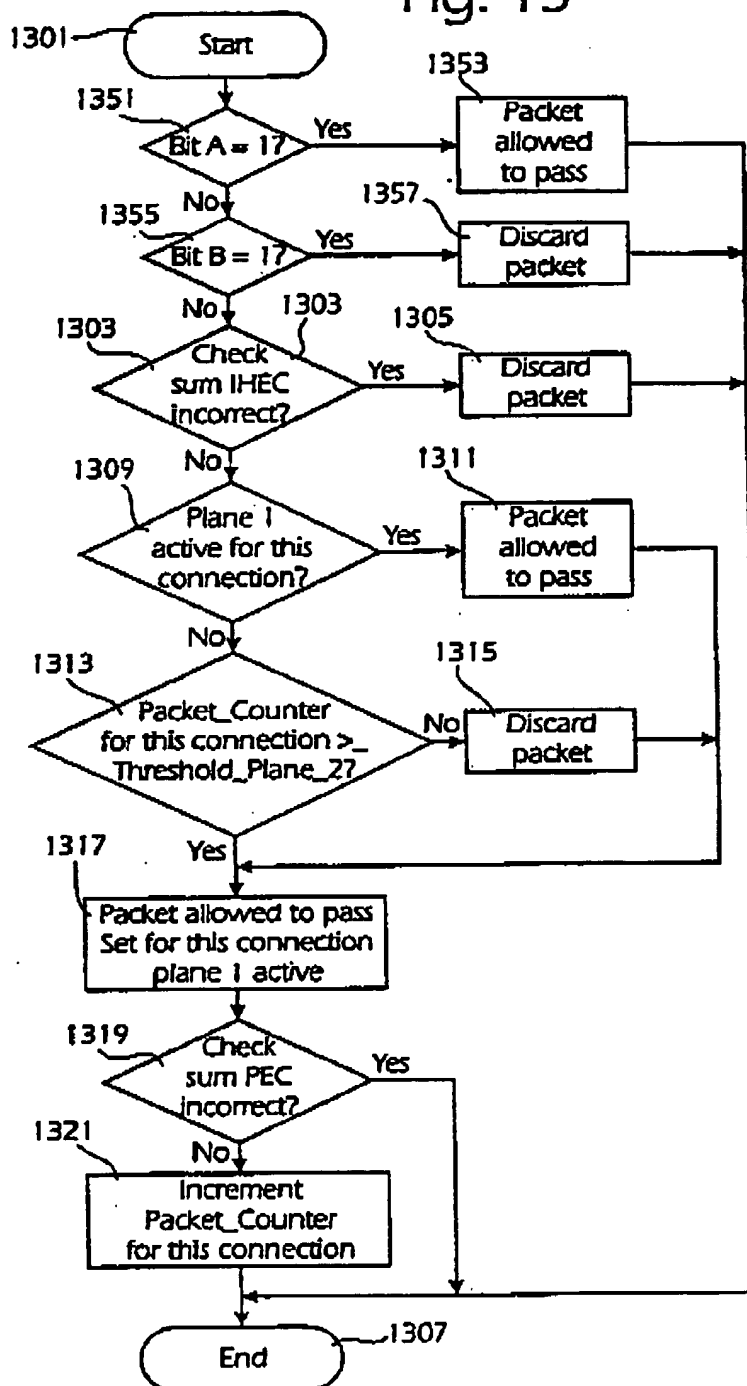 Fig. 13
1301
Start
1351
Bit A = 1?
Yes
1353
Packet
allowed
to pass
No
1355
Bit B = 1?
Yes
1357
Discard
packet
No
1303
1303
Check
sum IHEC
incorrect?
Yes
1305
Discard
packet
No
1309
Plane 1
active for this
connection?
Yes
1311
Packet
allowed
to pass
No
1313
Packet_Counter
for this connection >_
Threshold_Plane_2?
No
1315
Discard
packet
Yes
1317
Packet allowed to pass
Set for this connection
plane 1 active
1319
Check
sum PEC
incorrect?
Yes
No
1321
Increment
Packet_Counter
for this connection
End
1307